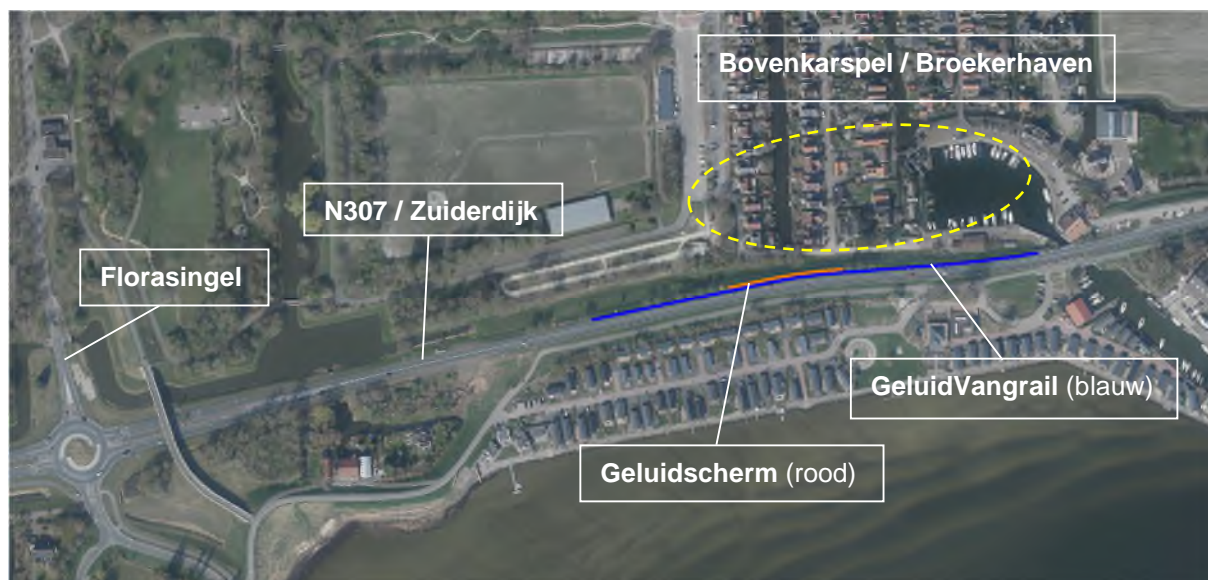 Bovenkarspel / Broekerhaven
N307 / Zuiderdijk
Florasingel
GeluidVangrail (blauw)
Geluidscherm (rood)